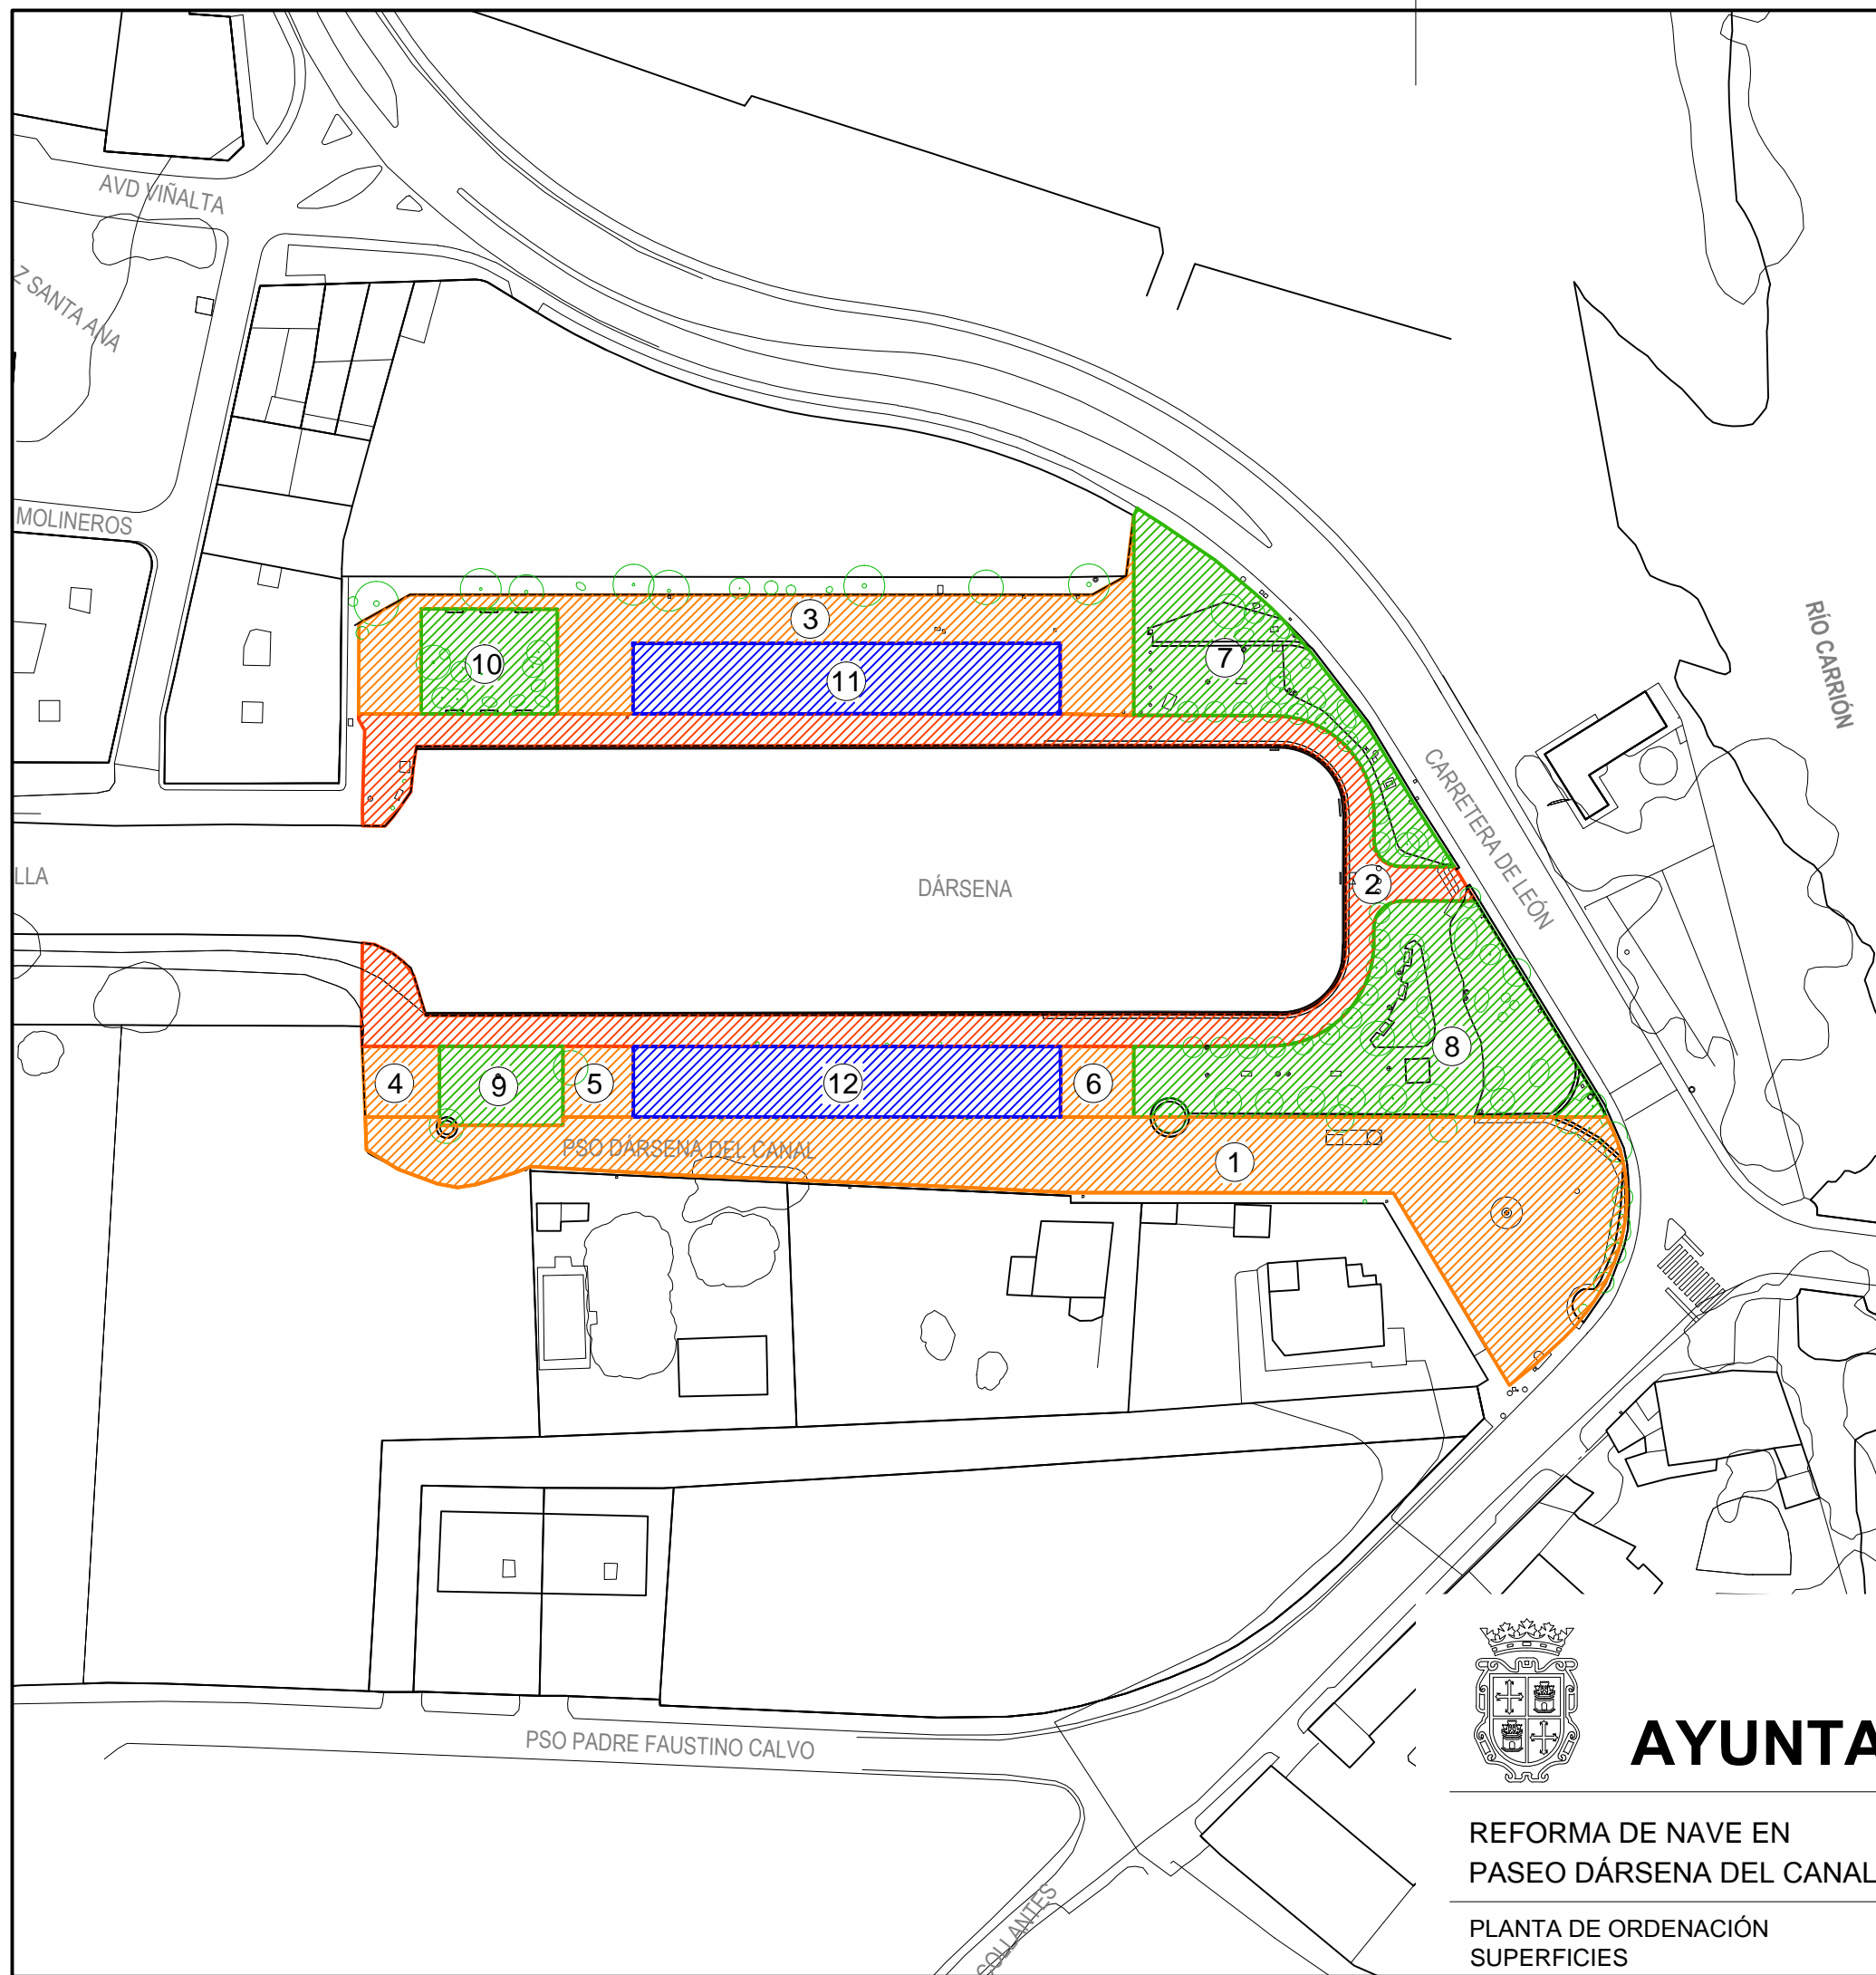 AVD VIÑALTA
Z SANTA ANA
MOLINEROS
3
10
11
7
RÍO CARRIÓN
CARRETERA DE LEÓN
LLA
DÁRSENA
2
8
4
9
5
12
6
PSO DÁRSENA DEL CANAL
1
AYUNTA
REFORMA DE NAVE EN
PASEO DÁRSENA DEL CANAL
PSO PADRE FAUSTINO CALVO
COLLANTES
PLANTA DE ORDENACIÓN
SUPERFICIES